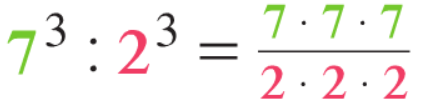 7³ : 2³ = (7 · 7 · 7)/(2 · 2 · 2)